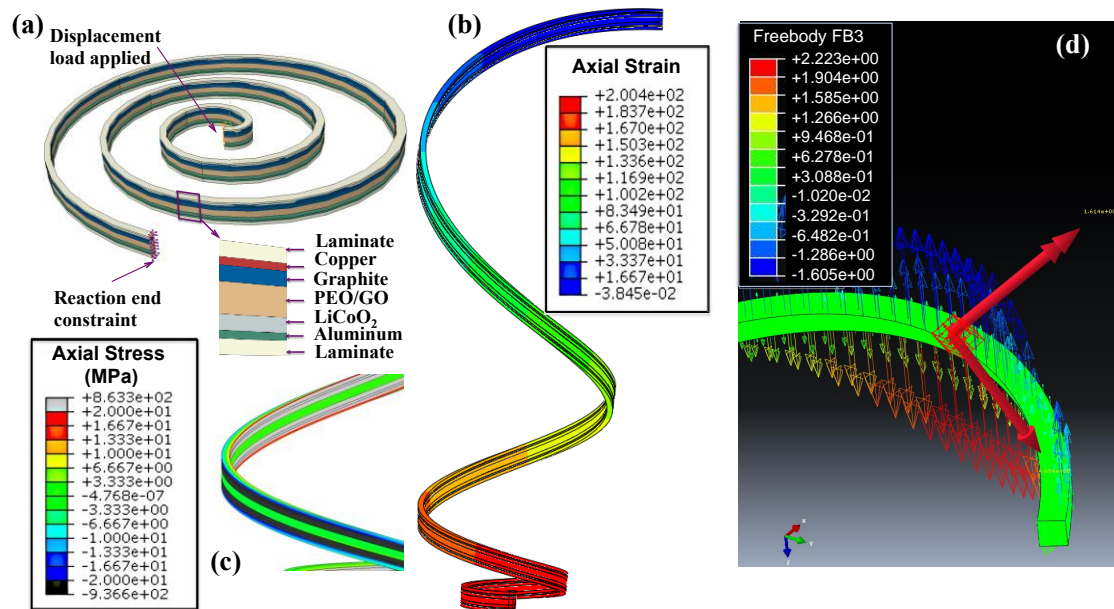 (a)
Displacement
load applied
Laminate
Copper
Graphite
PEO/GO
LiCoO2
Aluminum
Laminate
Reaction end
constraint
Axial Stress
(MPa)
+8.633e+02
+2.000e+01
+1.667e+01
+1.333e+01
+1.000e+01
+6.667e+00
+3.333e+00
-4.768e-07
-3.333e+00
-6.667e+00
-1.000e+01
-1.333e+01
-1.667e+01
-2.000e+01
-9.366e+02
(c)
(b)
Axial Strain
+2.004e+02
+1.837e+02
+1.670e+02
+1.503e+02
+1.336e+02
+1.169e+02
+1.002e+02
+8.349e+01
+6.678e+01
+5.008e+01
+3.337e+01
+1.667e+01
-3.845e-02
(d)
Freebody FB3
+2.223e+00
+1.904e+00
+1.585e+00
+1.266e+00
+9.468e-01
+6.278e-01
+3.088e-01
-1.020e-02
-3.292e-01
-6.482e-01
-1.286e+00
-1.605e+00
X
Y
Z